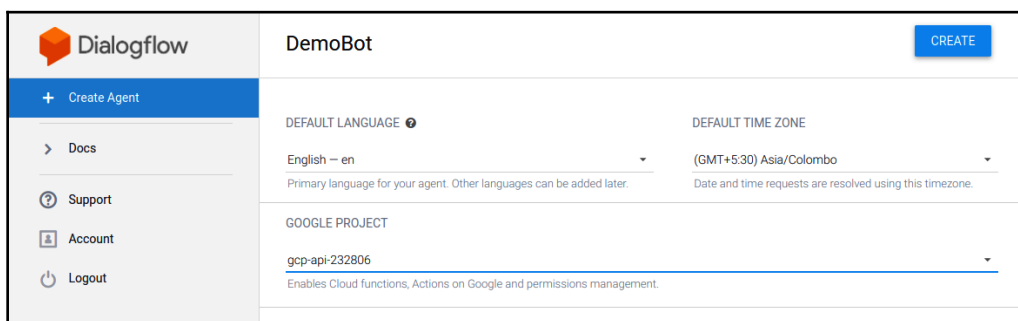 Dialogflow
DemoBot
CREATE
+ Create Agent
Docs
Support
Account
Logout
DEFAULT LANGUAGE
DEFAULT TIME ZONE
English — en
(GMT+5:30) Asia/Colombo
Primary language for your agent. Other languages can be added later.
Date and time requests are resolved using this timezone.
GOOGLE PROJECT
gcp-api-232806
Enables Cloud functions, Actions on Google and permissions management.